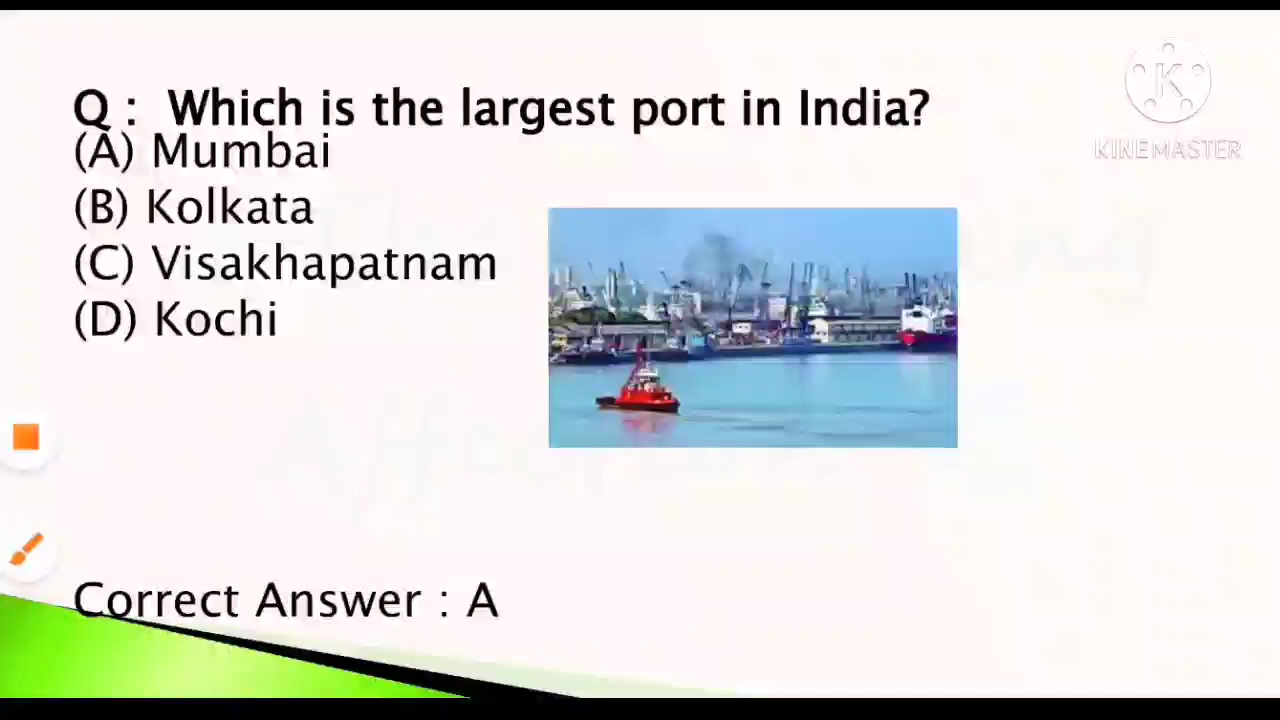 Q :  Which is the largest port in India?
(A) Mumbai
(B) Kolkata
(C) Visakhapatnam
(D) Kochi
Correct Answer : A
K
KINEMASTER